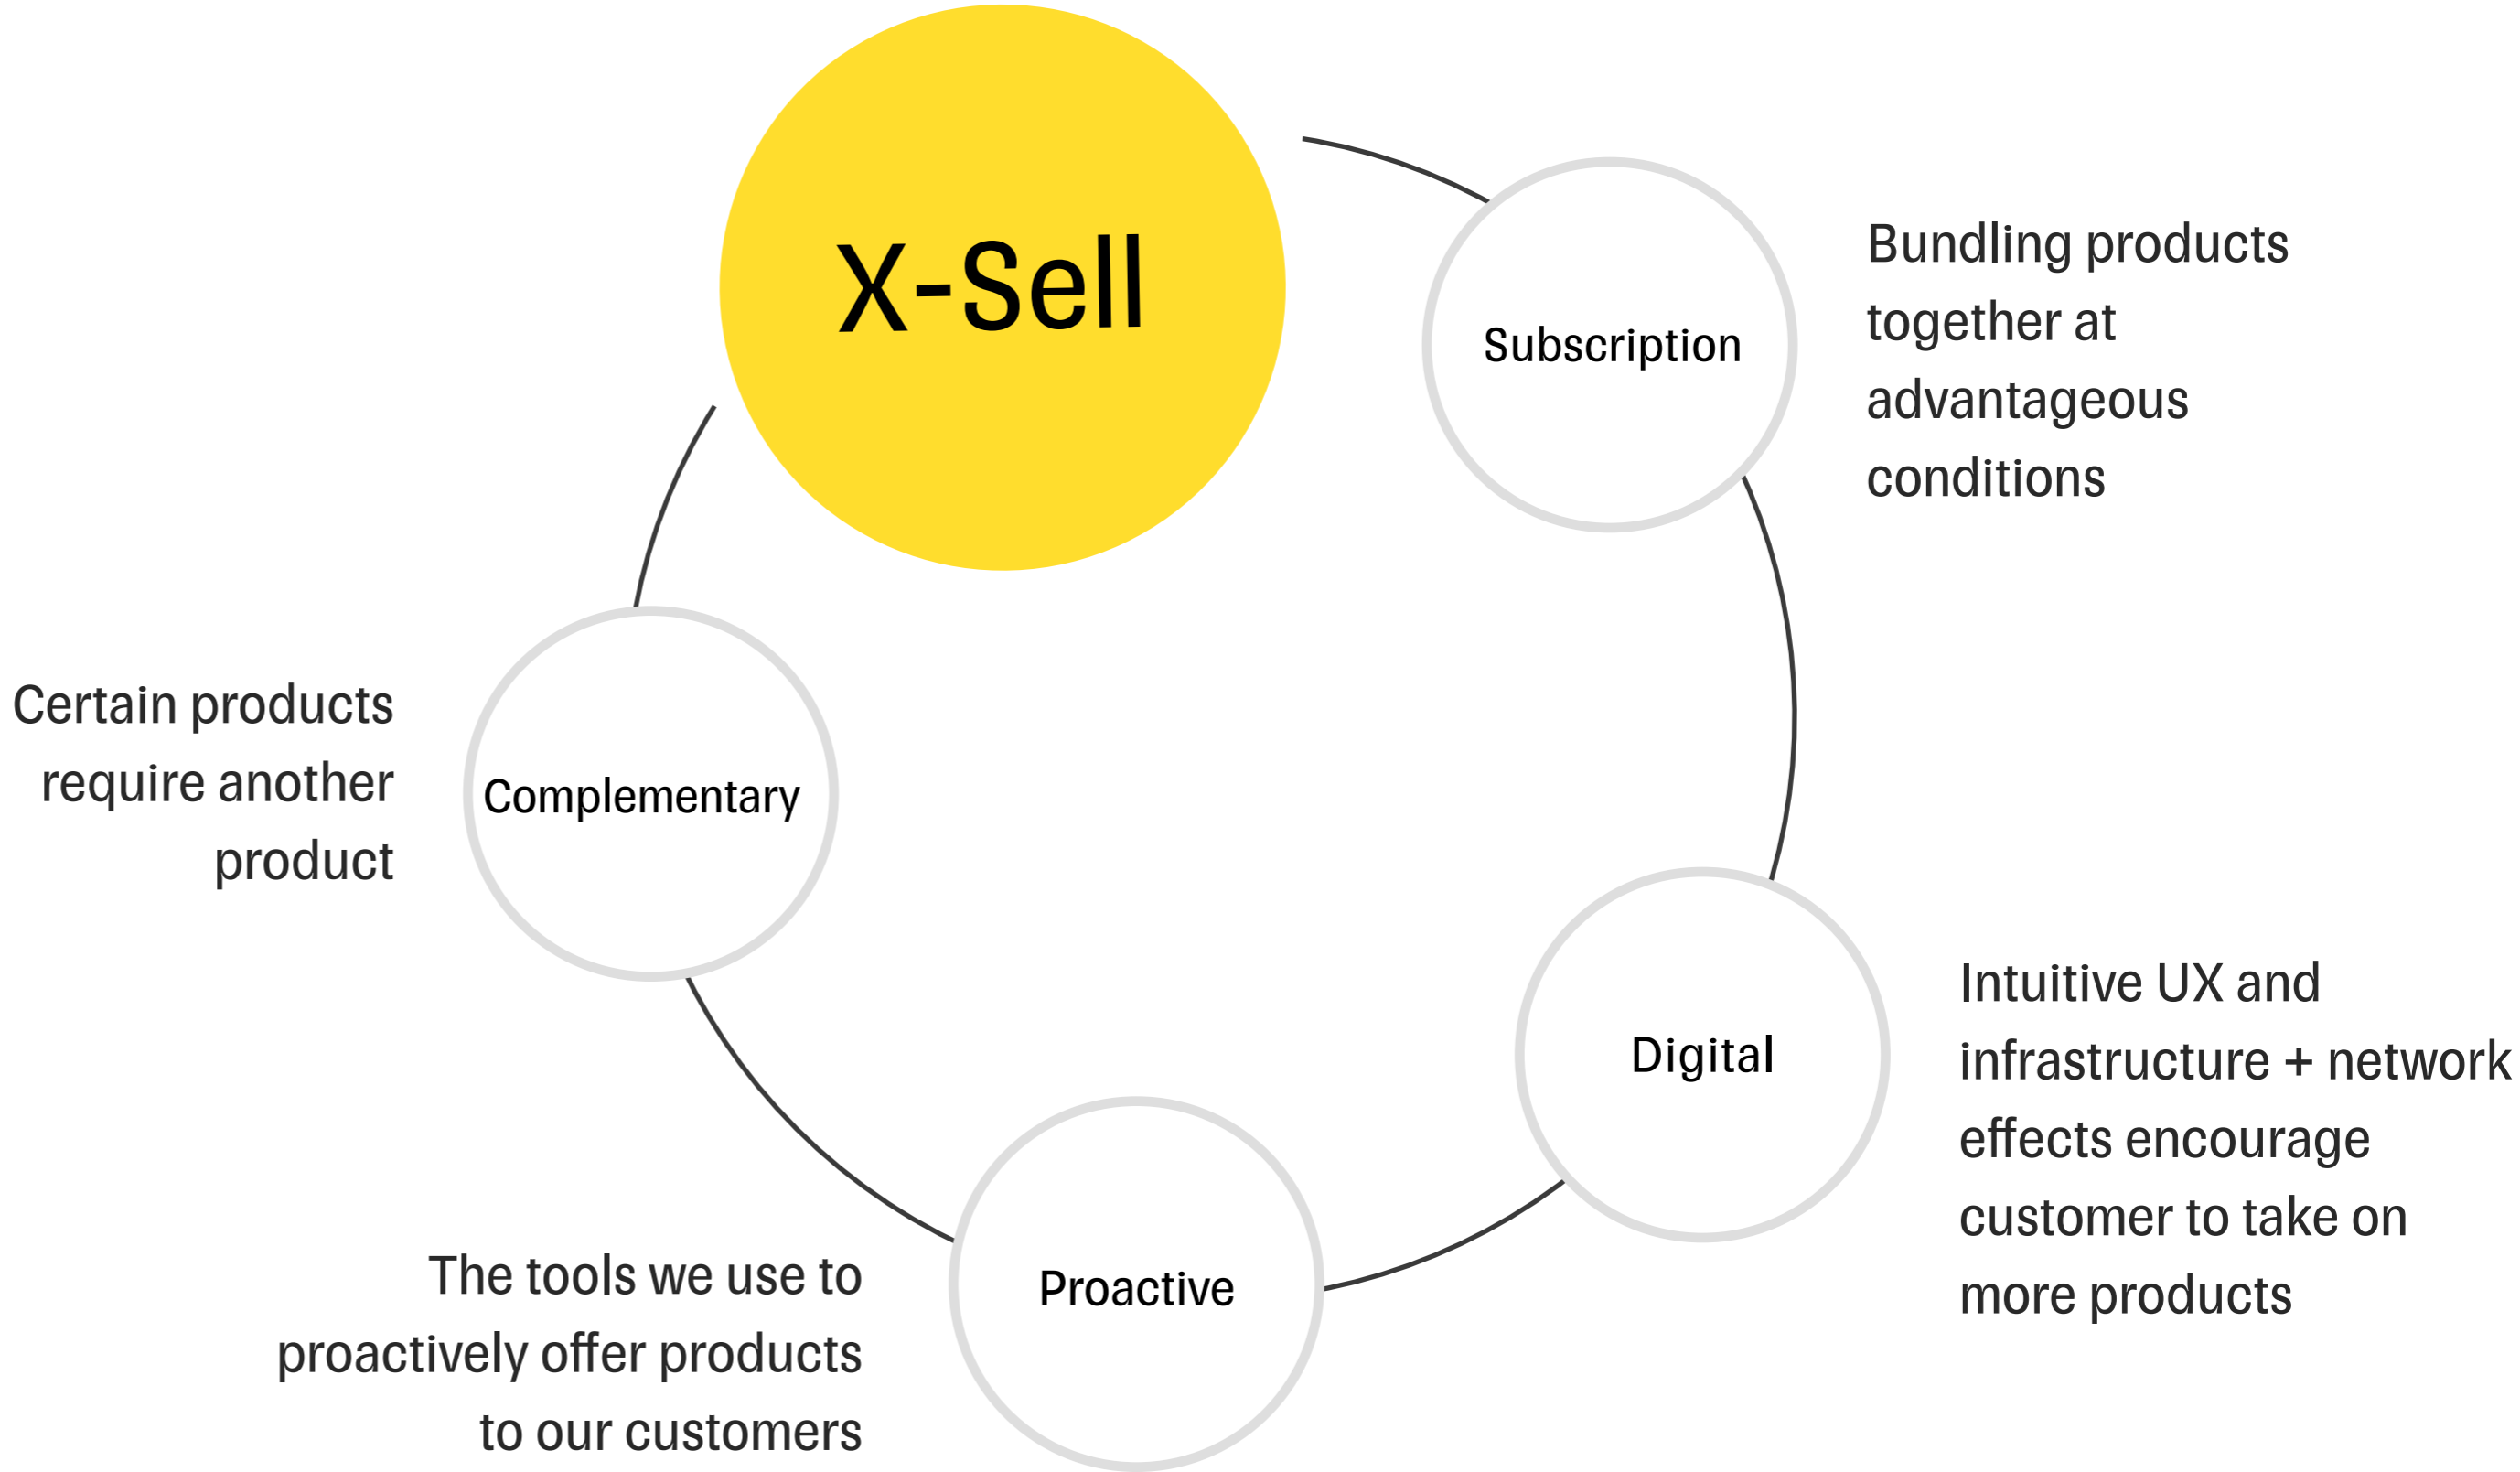 X-Sell
Subscription
Bundling products
together at
advantageous
conditions
Digital
Intuitive UX and
infrastructure + network
effects encourage
customer to take on
more products
Proactive
The tools we use to
proactively offer products
to our customers
Complementary
Certain products
require another
product